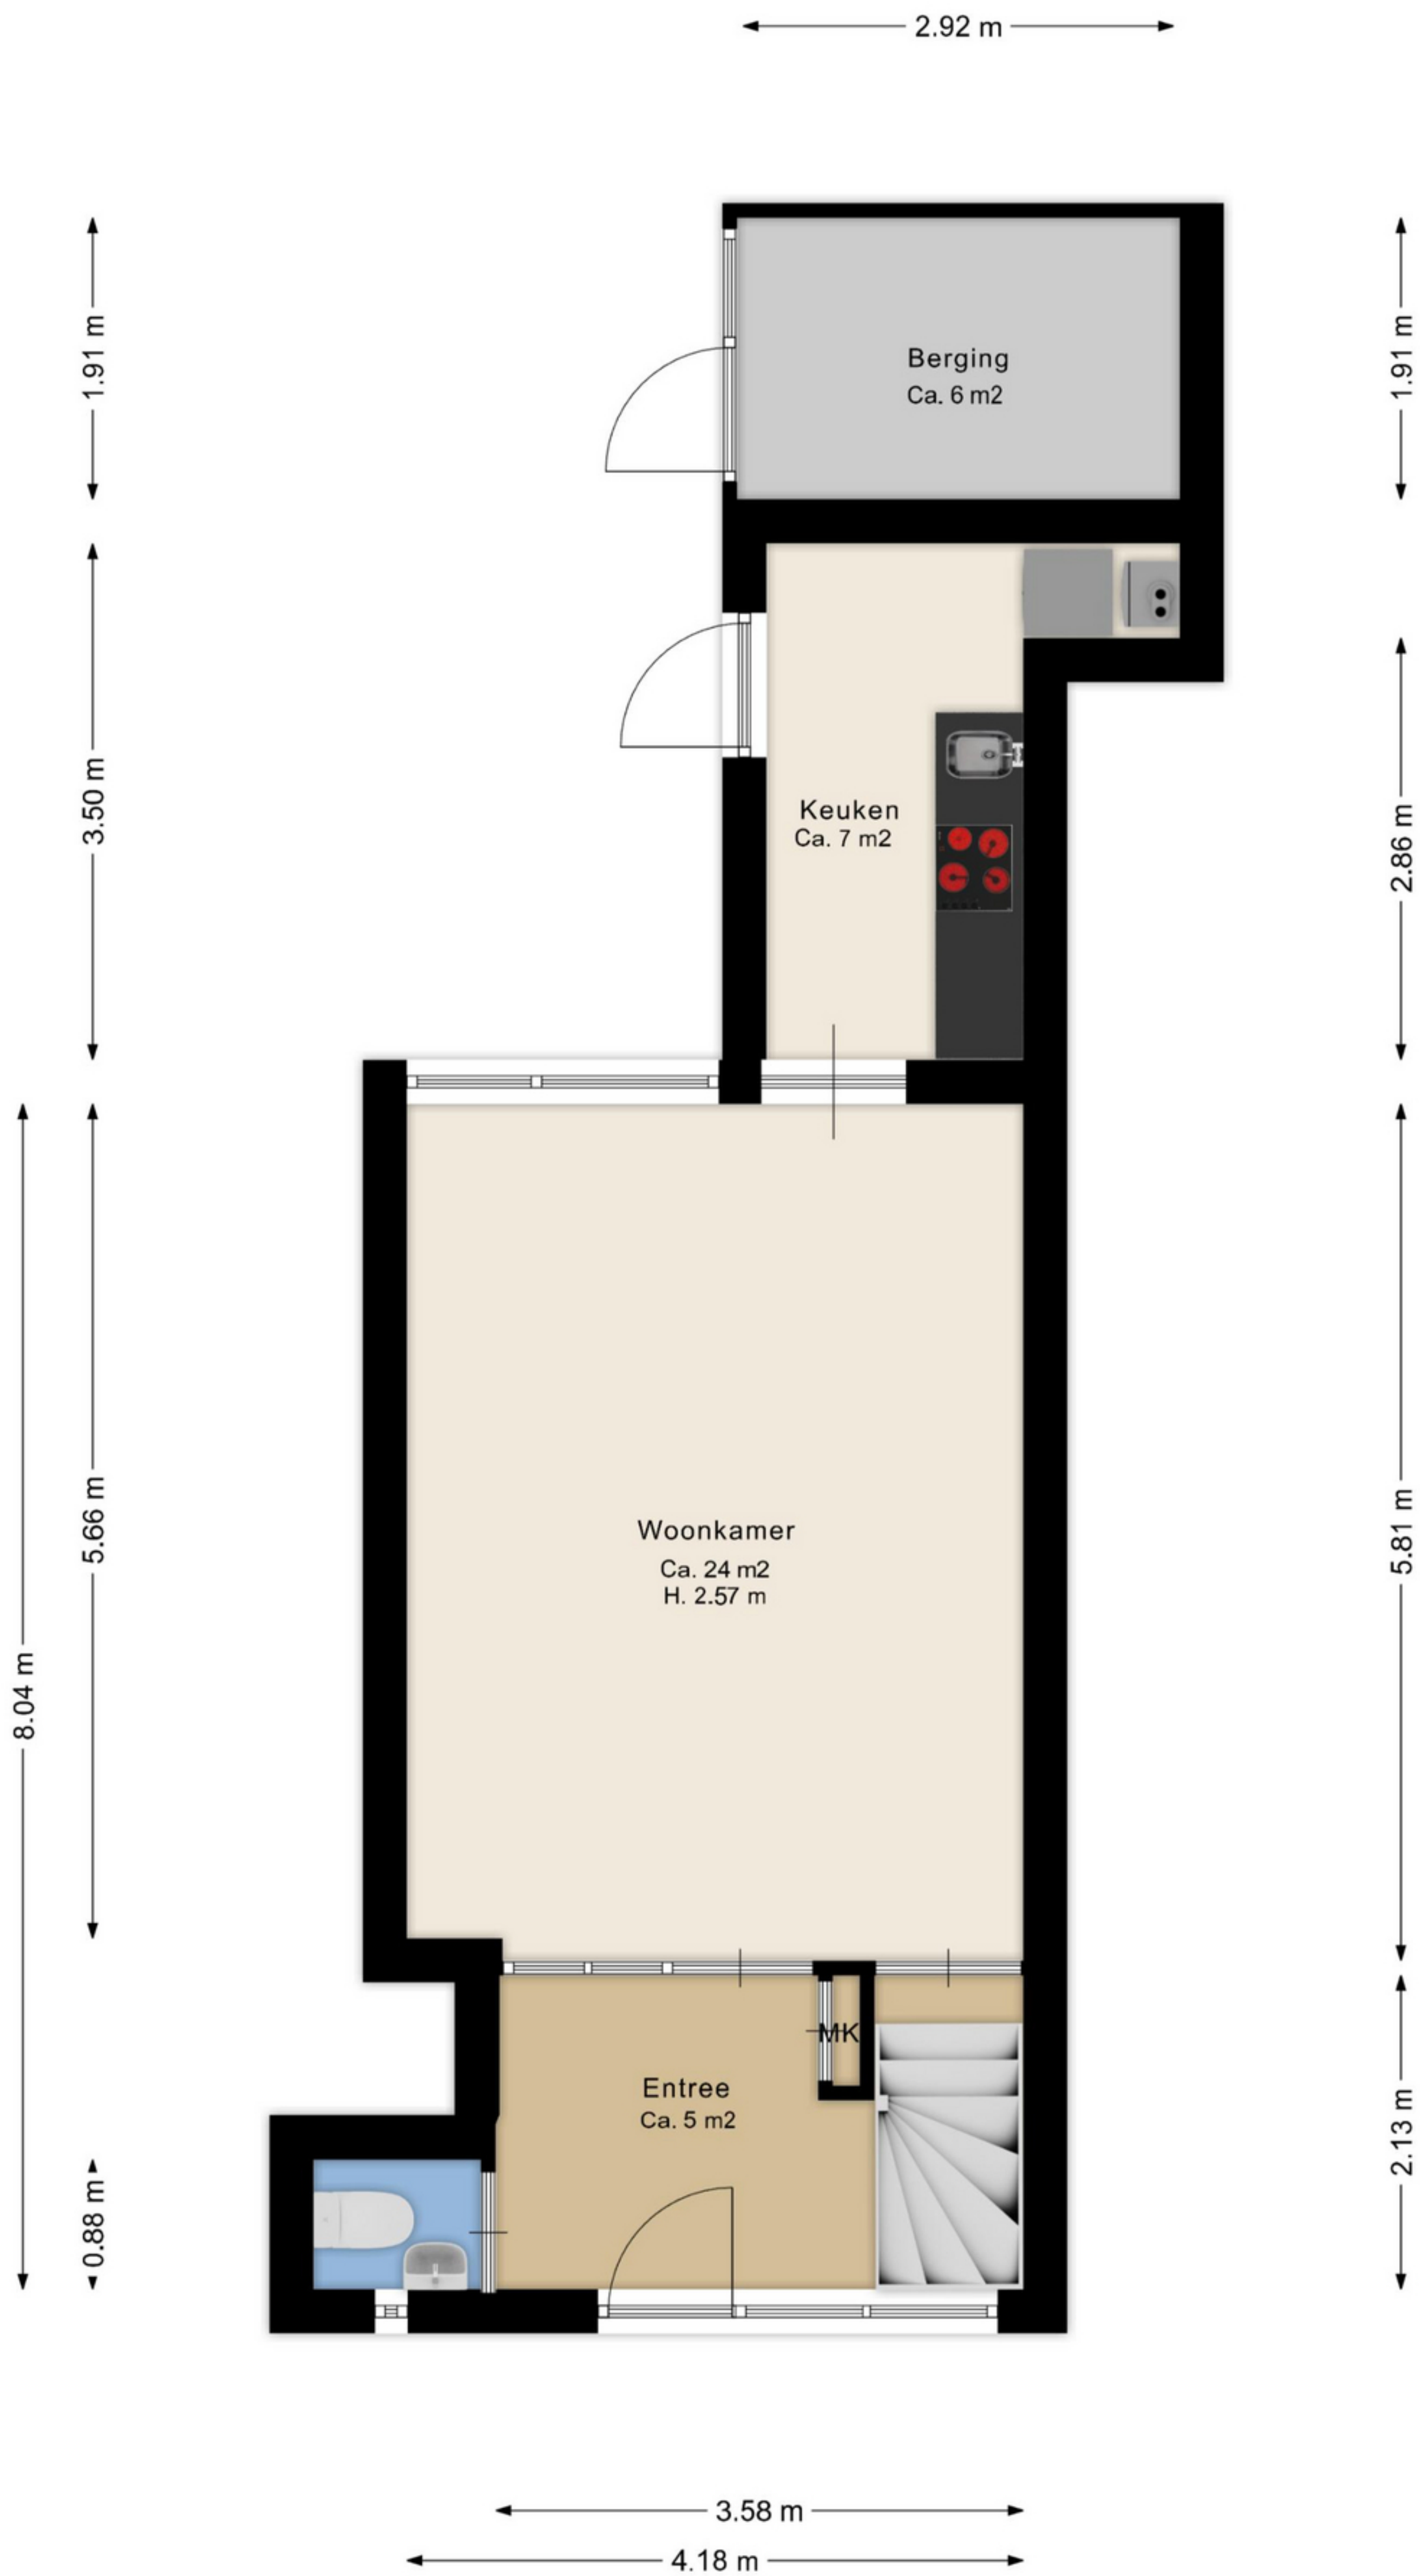 2.92 m
1.91 m
1.91 m
Berging
Ca. 6 m2
3.50 m
Keuken
Ca. 7 m2
2.86 m
5.66 m
Woonkamer
Ca. 24 m2
H. 2.57 m
5.81 m
8.04 m
MK
Entree
Ca. 5 m2
2.13 m
0.88 m
3.58 m
4.18 m